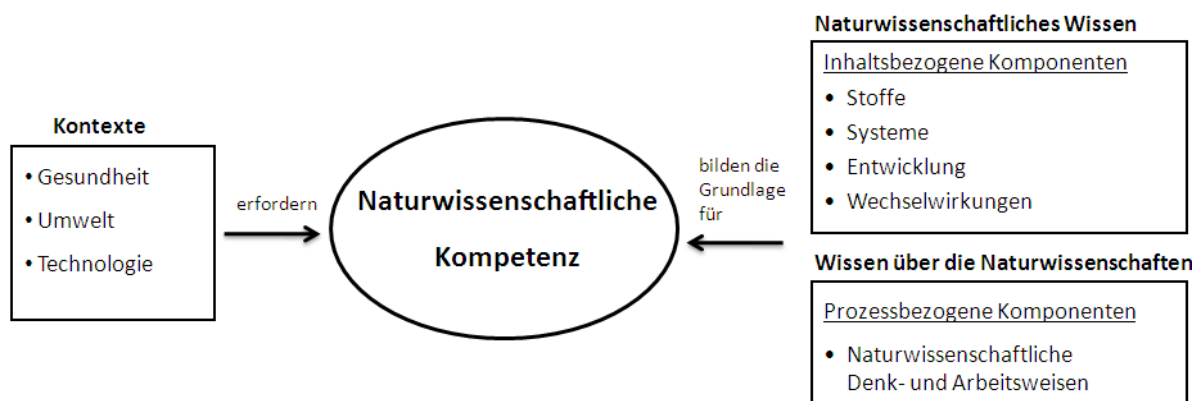 Kontexte
• Gesundheit
• Umwelt
• Technologie
erfordern
Naturwissenschaftliche
Kompetenz
bilden die
Grundlage
für
Naturwissenschaftliches Wissen
Inhaltsbezogene Komponenten
• Stoffe
• Systeme
• Entwicklung
• Wechselwirkungen
Wissen über die Naturwissenschaften
Prozessbezogene Komponenten
• Naturwissenschaftliche
Denk- und Arbeitsweisen